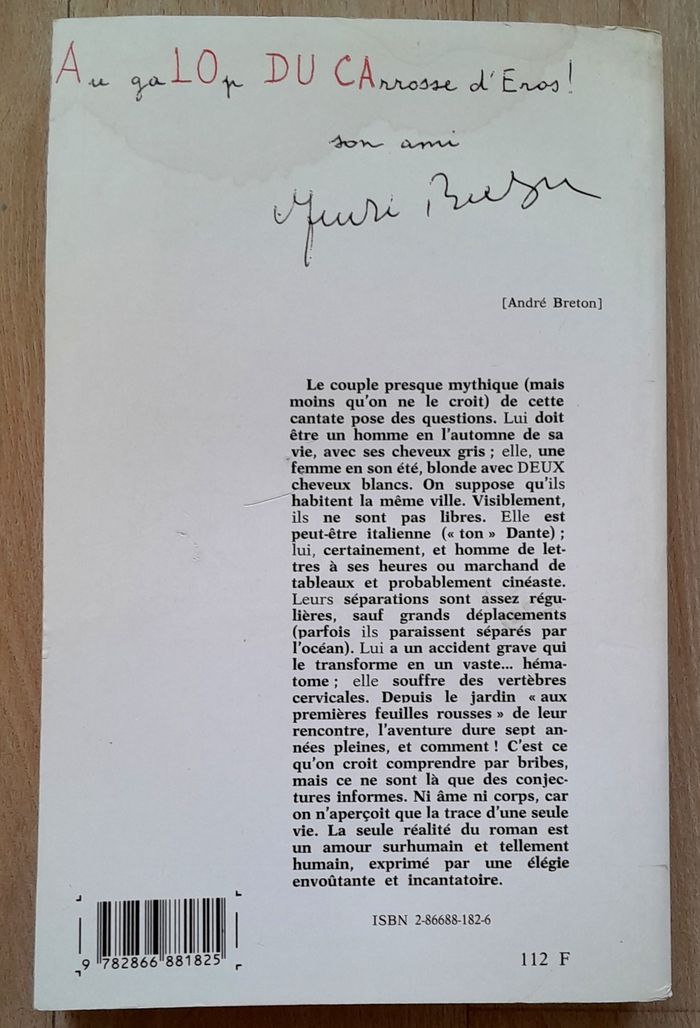 Au gaLOp DU CArrosse d'Eros!
son ami
André Breton
[André Breton]
Le couple presque mythique (mais
moins qu'on ne le croit) de cette
cantate pose des questions. Lui doit
être un homme en l'automne de sa
vie, avec ses cheveux gris ; elle, une
femme en son été, blonde avec DEUX
cheveux blancs. On suppose qu'ils
habitent la même ville. Visiblement,
ils ne sont pas libres. Elle est
peut-être italienne (« ton » Dante) ;
lui, certainement, et homme de let-
tres à ses heures ou marchand de
tableaux et probablement cinéaste.
Leurs séparations sont assez régu-
lières, sauf grands déplacements
(parfois ils paraissent séparés par
l'océan). Lui a un accident grave qui
le transforme en un vaste... héma-
tome ; elle souffre des vertèbres
cervicales. Depuis le jardin « aux
premières feuilles rousses » de leur
rencontre, l'aventure dure sept an-
nées pleines, et comment ! C'est ce
qu'on croit comprendre par bribes,
mais ce ne sont là que des conjec-
tures informes. Ni âme ni corps, car
on n'aperçoit que la trace d'une seule
vie. La seule réalité du roman est
un amour surhumain et tellement
humain, exprimé par une élégie
envoûtante et incantatoire.
ISBN 2-86688-182-6
9 782866 881825
112 F